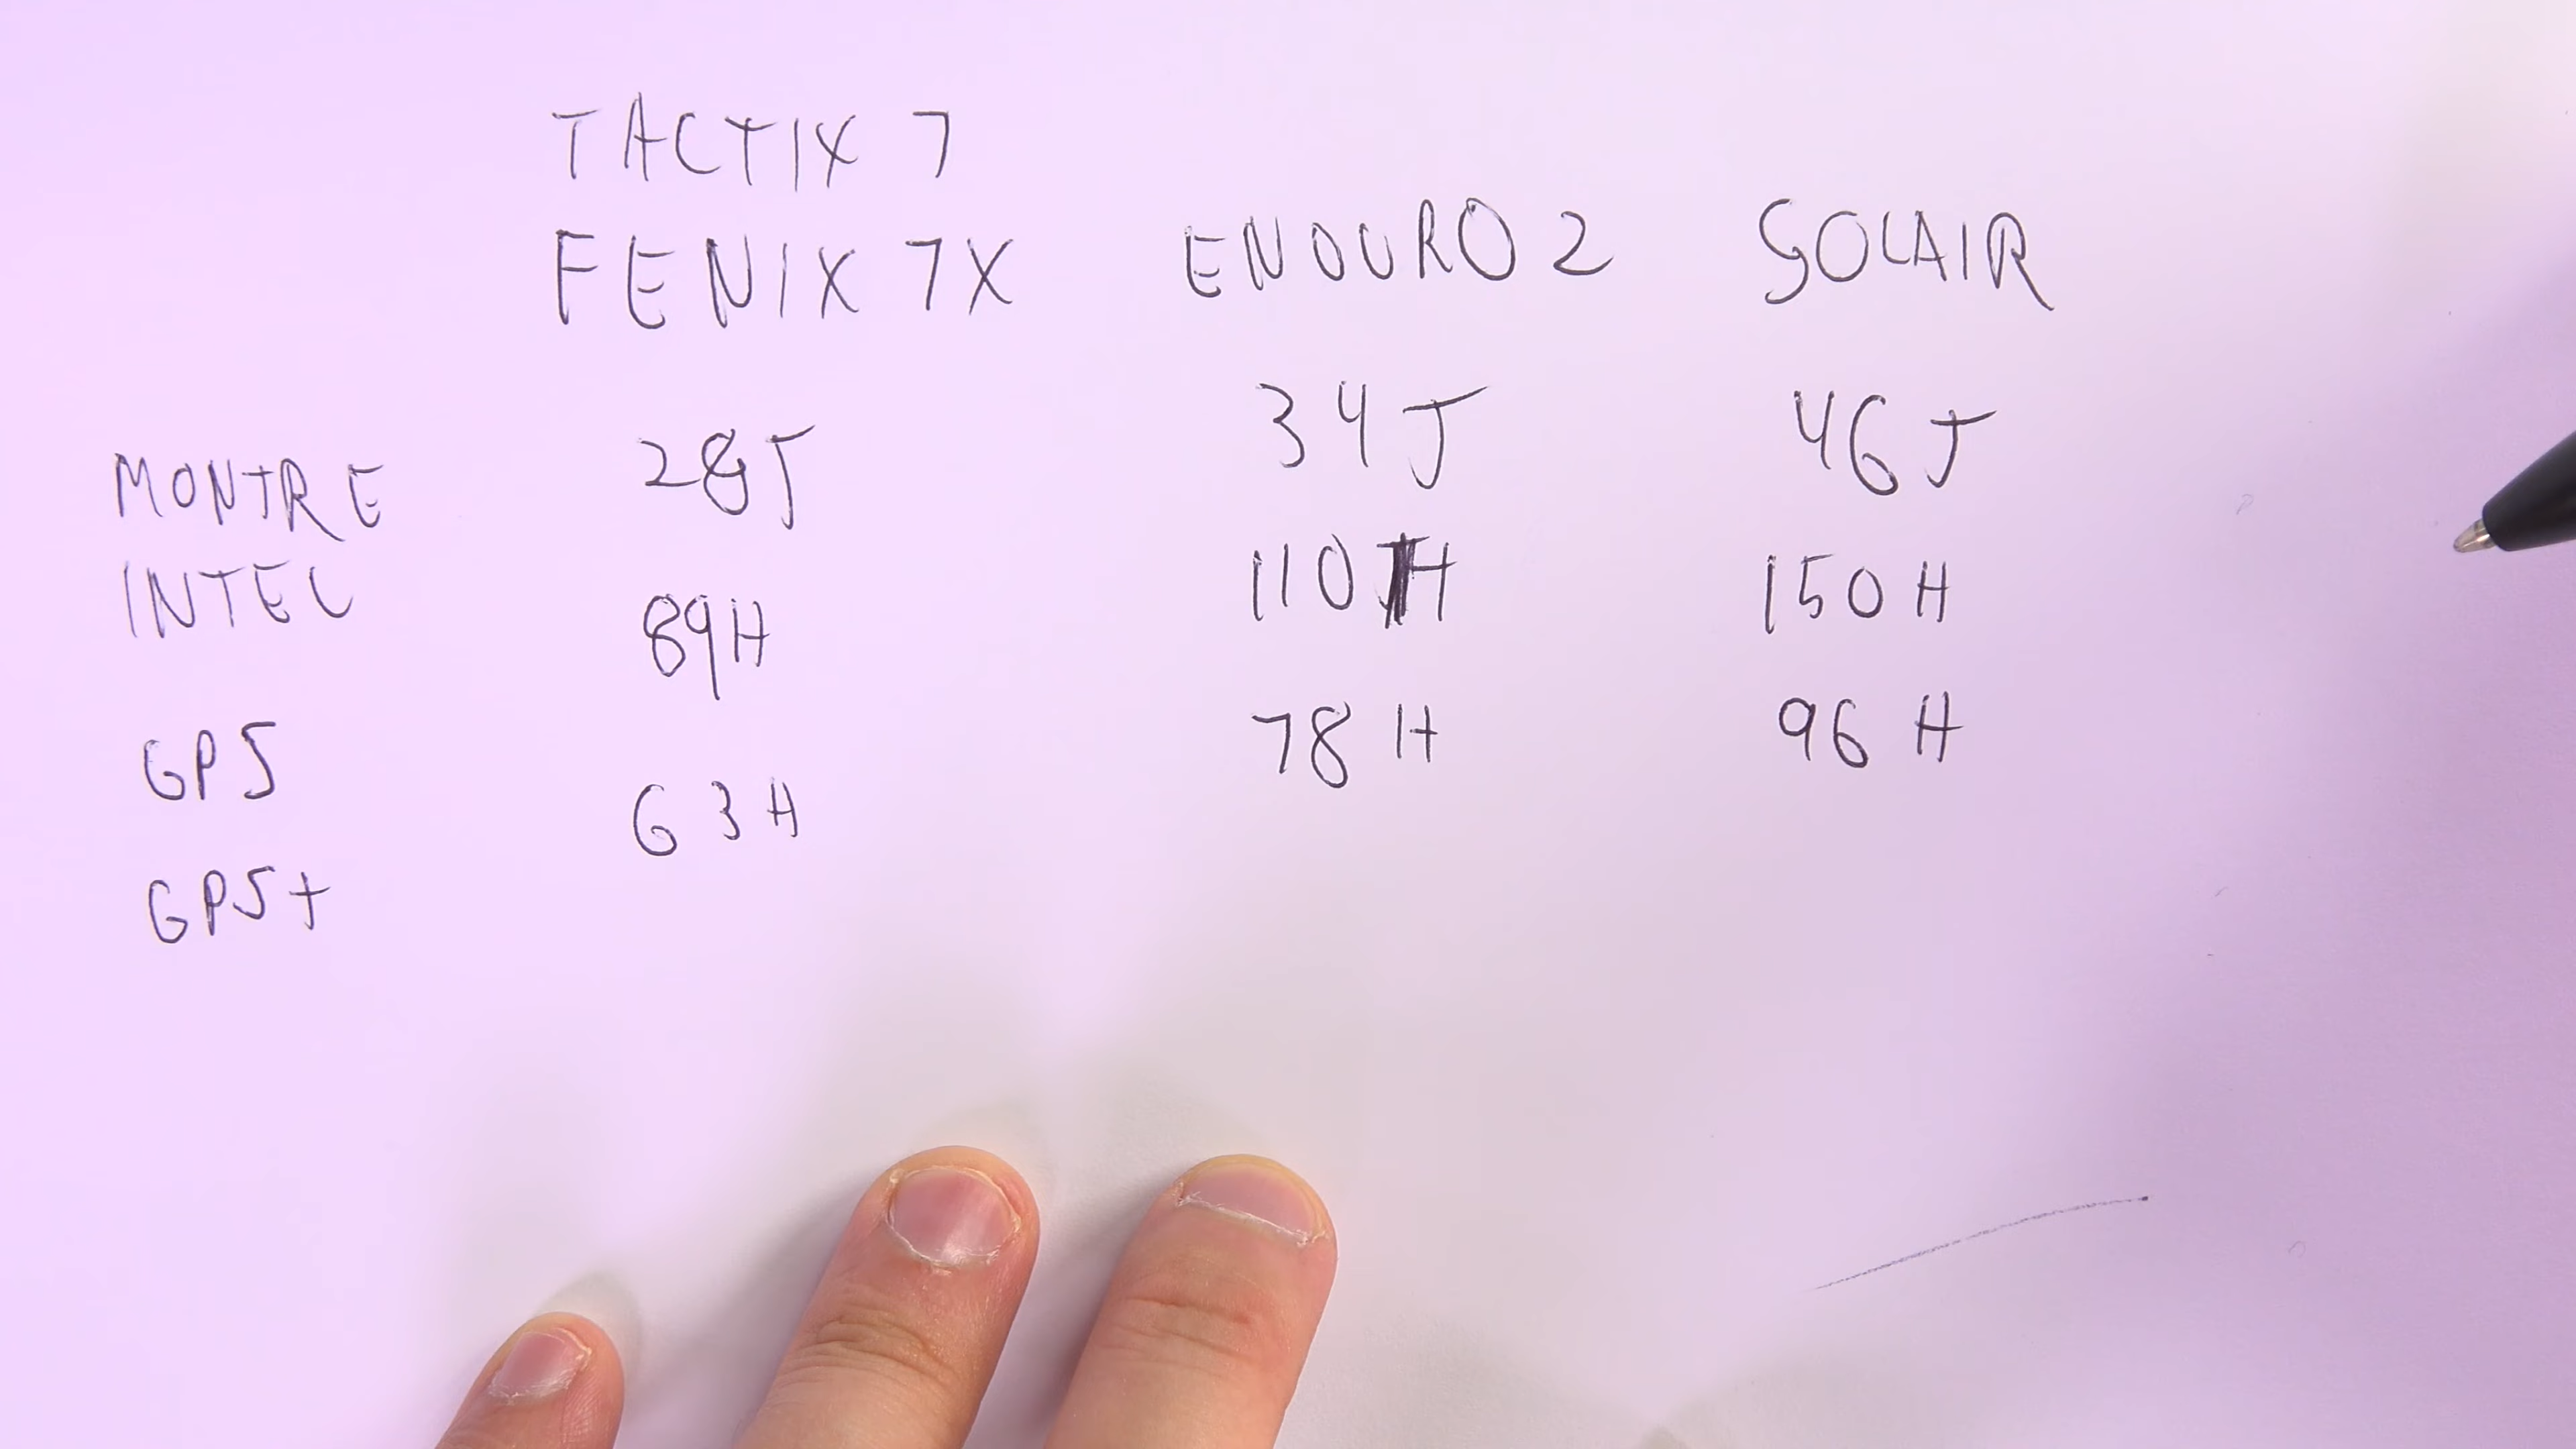 TACTIX 7
FENIX 7X ENDURO 2 SOLAIR
MONTRE 28J 34J 46J
INTEL
GPS 89H 110H 150H
GPS+ 63H 78H 96H